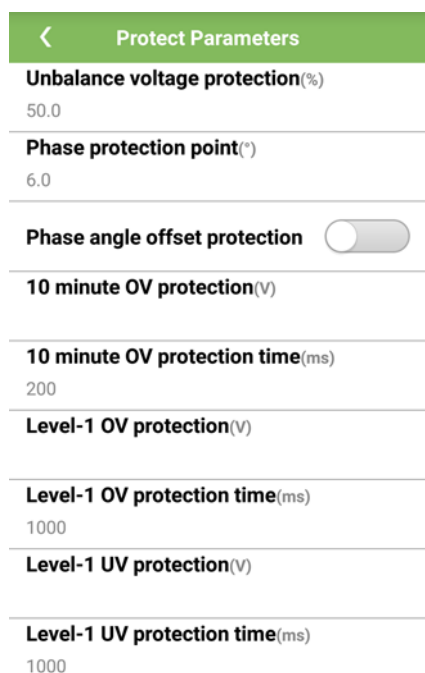 Protect Parameters
Unbalance voltage protection(%)
50.0
Phase protection point(°)
6.0
Phase angle offset protection
10 minute OV protection(V)
10 minute OV protection time(ms)
200
Level-1 OV protection(V)
Level-1 OV protection time(ms)
1000
Level-1 UV protection(V)
Level-1 UV protection time(ms)
1000